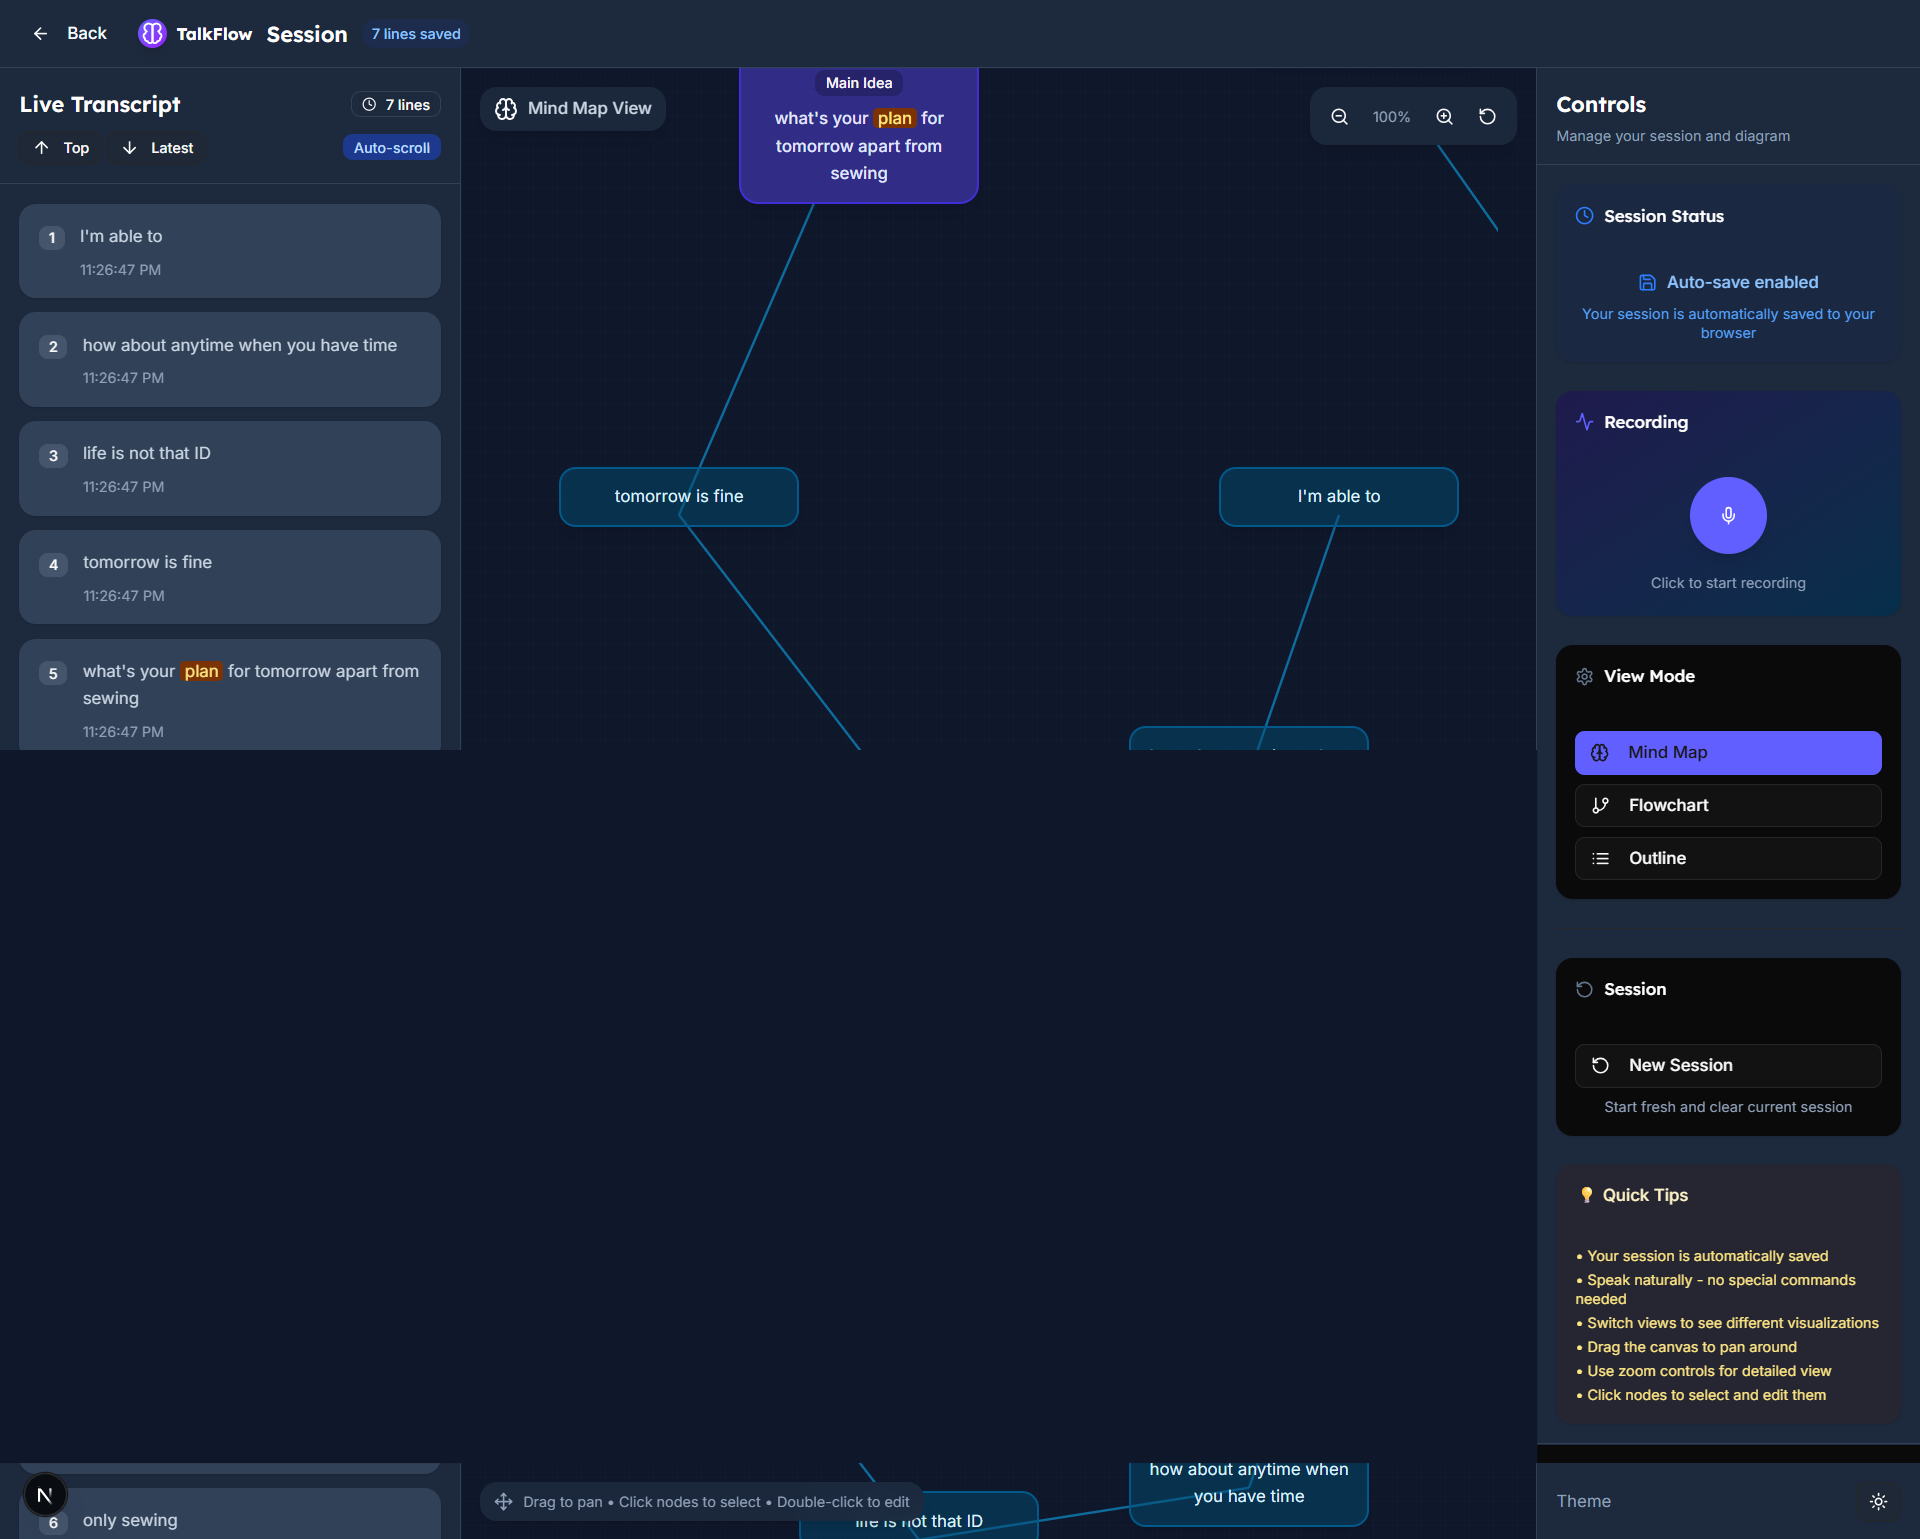 Back
TalkFlow
Session
7 lines saved
Live Transcript
7 lines
Top
Latest
Auto-scroll
1
I'm able to
11:26:47 PM
2
how about anytime when you have time
11:26:47 PM
3
life is not that ID
11:26:47 PM
4
tomorrow is fine
11:26:47 PM
5
what's your plan for tomorrow apart from
sewing
11:26:47 PM
6
only sewing
Mind Map View
Main Idea
what's your plan for
tomorrow apart from
sewing
100%
tomorrow is fine
I'm able to
how about anytime when
you have time
Drag to pan • Click nodes to select • Double-click to edit
life is not that ID
Controls
Manage your session and diagram
Session Status
Auto-save enabled
Your session is automatically saved to your
browser
Recording
Click to start recording
View Mode
Mind Map
Flowchart
Outline
Session
New Session
Start fresh and clear current session
Quick Tips
• Your session is automatically saved
• Speak naturally - no special commands
needed
• Switch views to see different visualizations
• Drag the canvas to pan around
• Use zoom controls for detailed view
• Click nodes to select and edit them
Theme
N